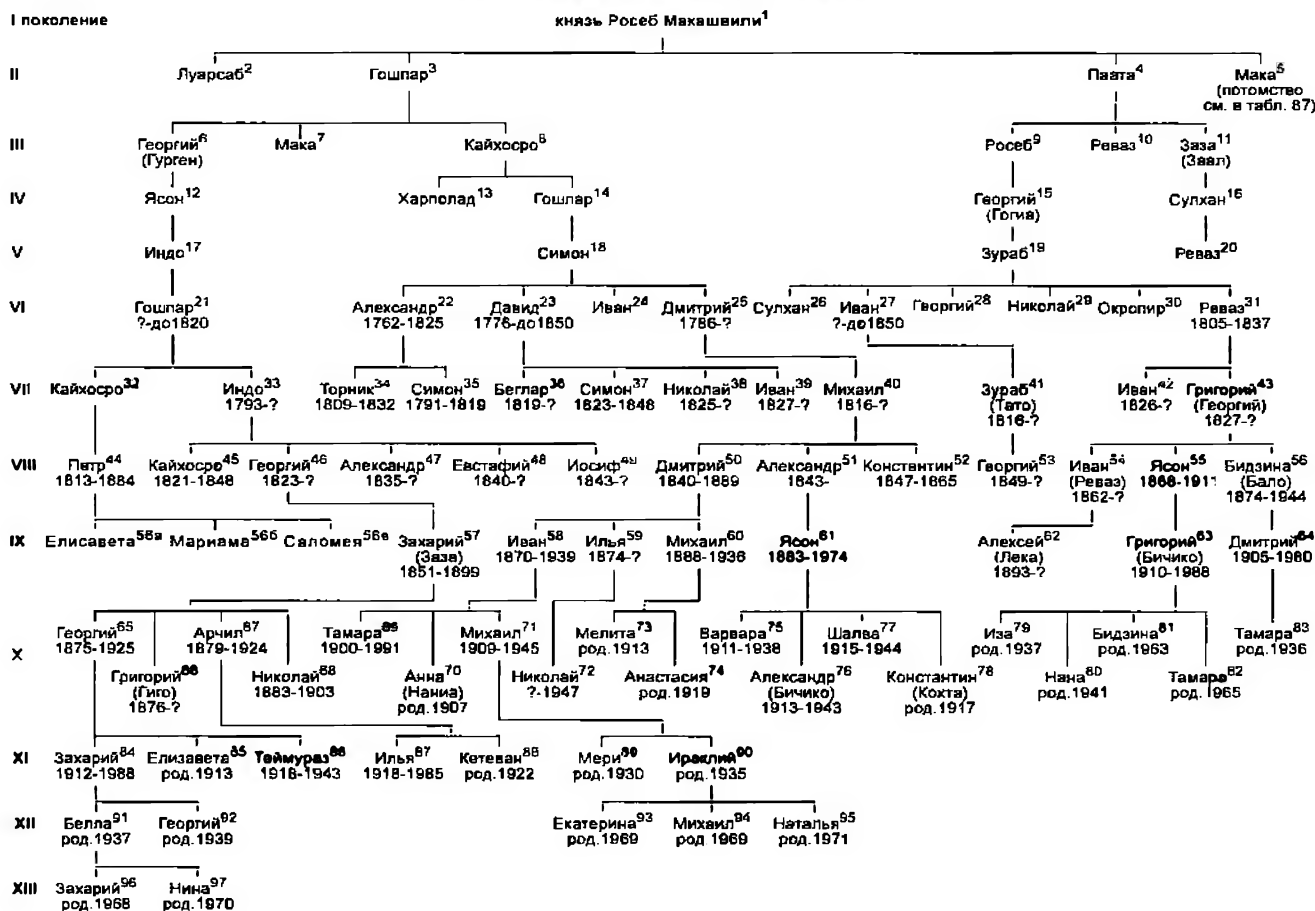 I поколение князь Росеб Макашвили1
II Луарсаб2 Гошпар3 Паата4 Мака5
(потомство
см. в табл. 87)
III Георгий6 Мака7 Кайхосро8 Росеб9 Реваз10 Заза11
(Гурген) (Заал)
IV Ясон12 Харполад13 Гошпар14 Георгий15 Сулхан16
(Гогиа)
V Индо17 Симон18 Зураб19 Реваз20
VI Гошпар21 Александр22 Давид23 Иван24 Дмитрий25 Сулхан26 Иван27 Георгий28 Николай29 Окропир30 Реваз31
?-до1820 1762-1825 1776-до1850 1786-? ?-до1850 1805-1837
VII Кайхосро32 Индо33 Торник34 Симон35 Беглар36 Симон37 Николай38 Иван39 Михаил40 Зураб41 Иван42 Григорий43
1793-? 1809-1832 1791-1819 1819-? 1823-1848 1825-? 1827-? 1816-? (Тато) 1826-? (Георгий)
1816-? 1827-?
VIII Петр44 Кайхосро45 Георгий46 Александр47 Евстафий48 Иосиф49 Дмитрий50 Александр51 Константин52 Георгий53 Иван54 Ясон55 Бидзина56
1813-1884 1821-1848 1823-? 1835-? 1840-? 1843-? 1840-1889 1843- 1847-1865 1849-? (Реваз) 1868-1911 (Бало)
1862-? 1874-1944
IX Елисавета56а Мариама56б Саломея56в Захарий57 Иван58 Илья59 Михаил60 Ясон61 Алексей62 Григорий63 Дмитрий64
(Заза) 1870-1939 1874-? 1888-1936 1883-1974 (Лека) (Бичико) 1905-1980
1851-1899 1893-? 1910-1988
X Георгий65 Арчил67 Тамара69 Михаил71 Мелита73 Варвара75 Шалва77 Иза79 Бидзина81 Тамара83
1875-1925 1879-1924 1900-1991 1909-1945 род.1913 1911-1938 1915-1944 род.1937 род.1963 род.1936
Григорий66 Николай68 Анна70 Николай72 Анастасия74 Александр76 Константин78 Нана80 Тамара82
(Гиго) 1883-1903 (Наниа) ?-1947 род.1919 (Бичико) (Кохта) род.1941 род.1965
1876-? род.1907 1913-1943 род.1917
XI Захарий84 Елизавета85 Теймураз86 Илья87 Кетеван88 Мери89 Ираклий90
1912-1988 род.1913 1916-1943 1918-1985 род.1922 род.1930 род.1935
XII Белла91 Георгий92 Екатерина93 Михаил94 Наталья95
род.1937 род.1939 род.1969 род.1969 род.1971
XIII Захарий96 Нина97
род.1968 род.1970